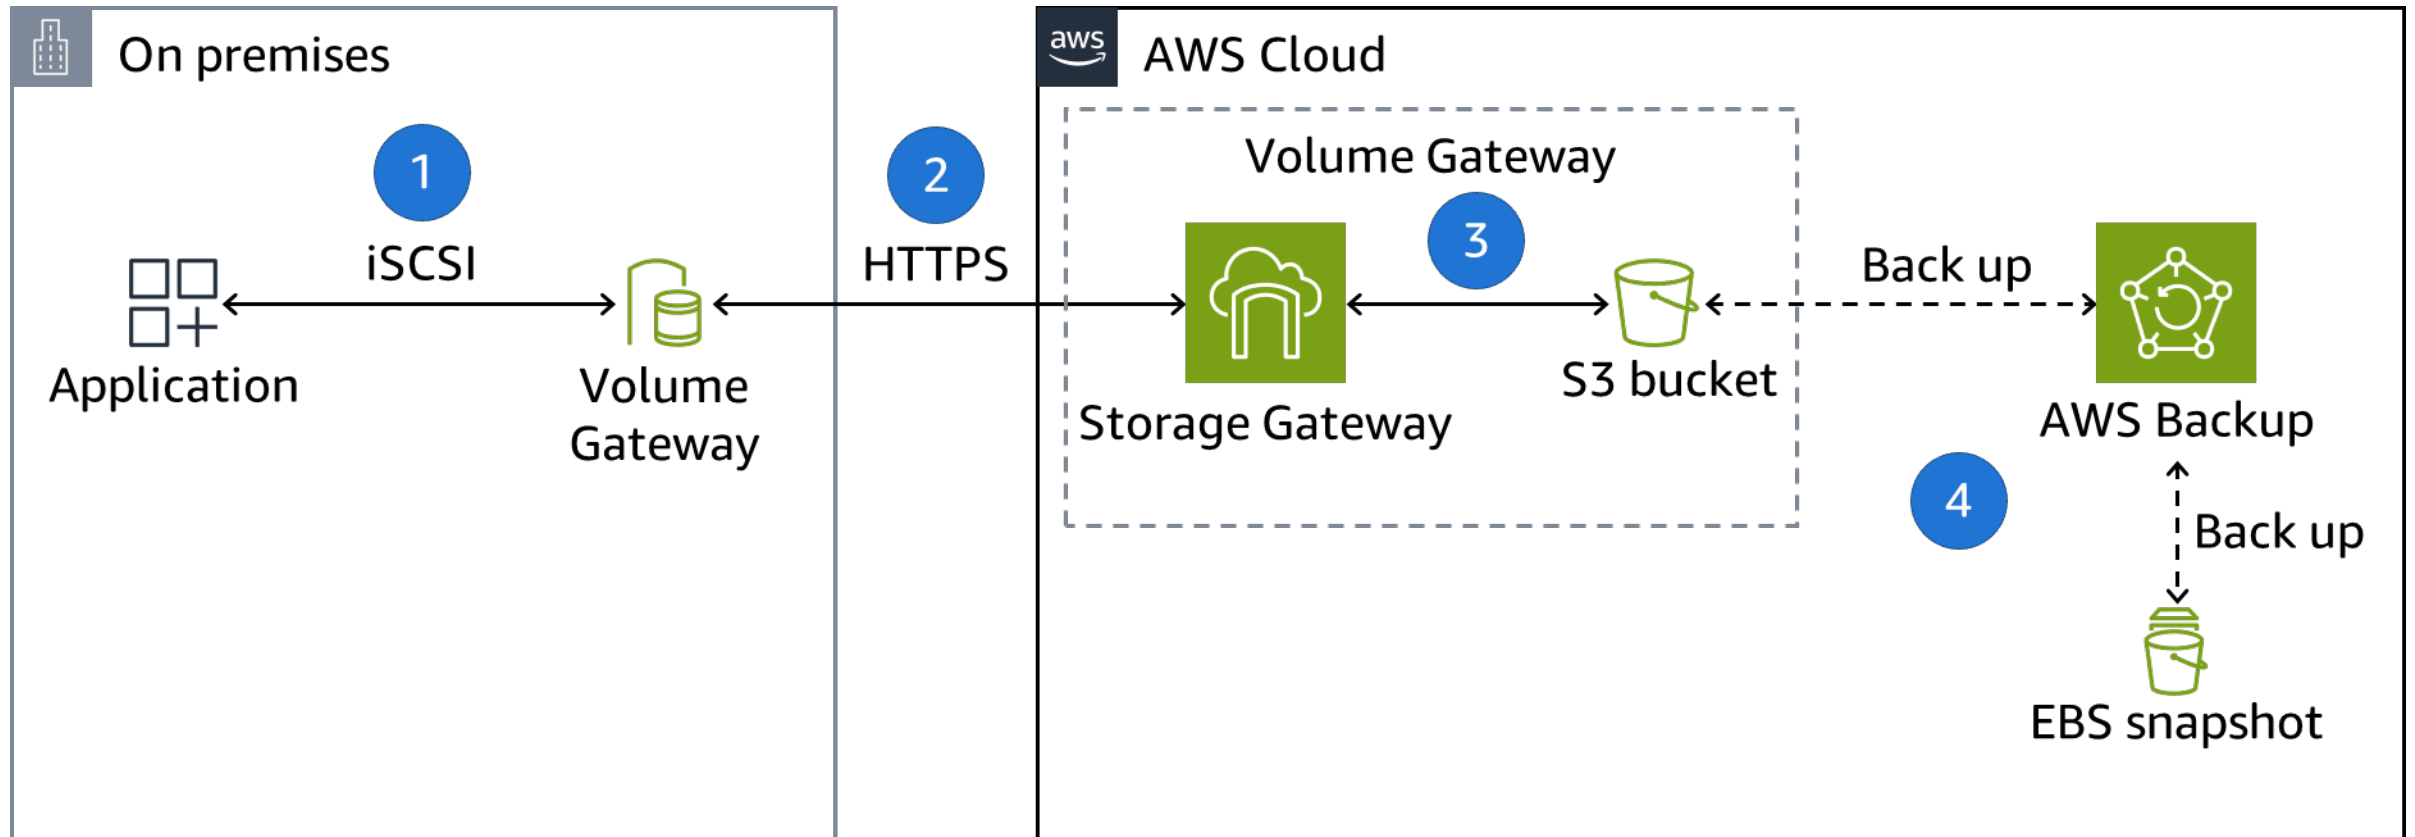 On premises
aws
AWS Cloud
1
2
Volume Gateway
3
iSCSI
HTTPS
Back up
Application
Volume
Gateway
Storage Gateway
S3 bucket
AWS Backup
4
Back up
EBS snapshot